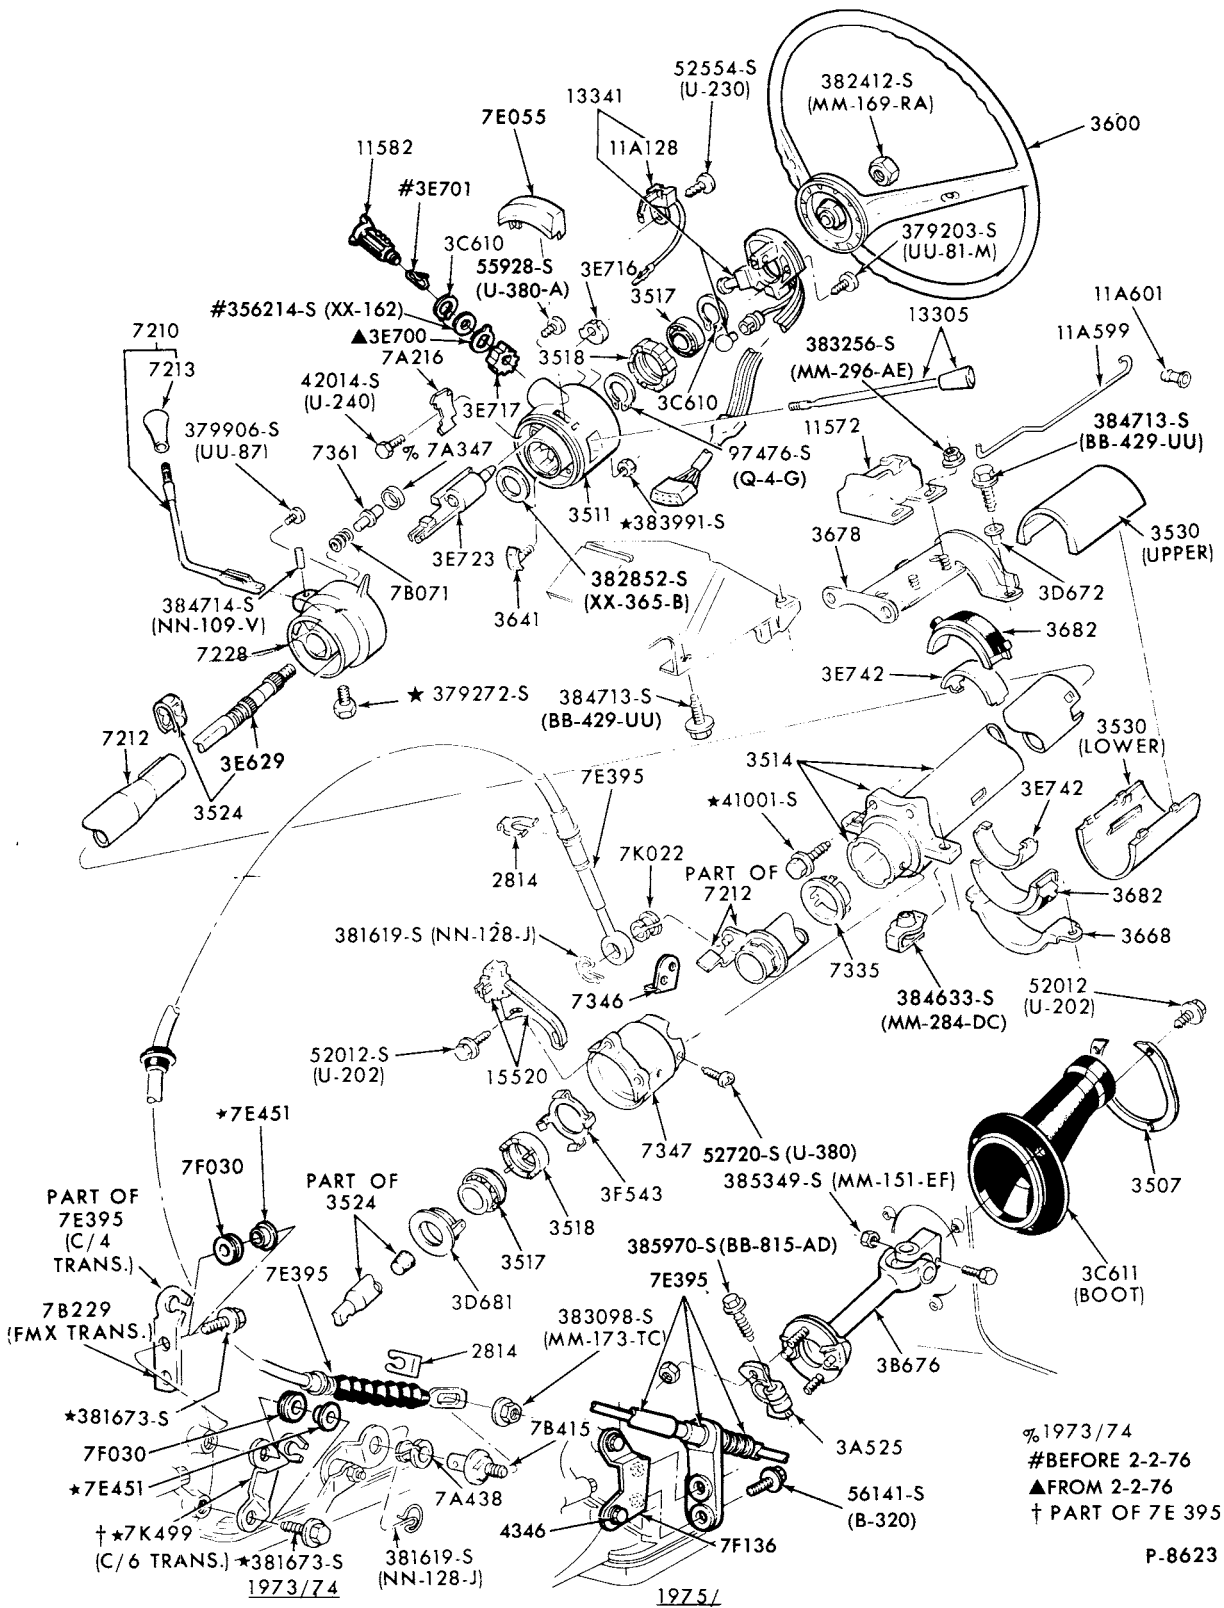 52554-S
(U-230)
382412-S
(MM-169-RA)
13341
7E055
3600
11A128
11582
#3E701
379203-S
(UU-81-M)
3C610
55928-S
(U-380-A)
3E716
3517
11A601
#356214-S (XX-162)
13305
11A599
7210
▲3E700
383256-S
(MM-296-AE)
7213
7A216
3518
42014-S
(U-240)
3E717
3C610
384713-S
(BB-429-UU)
379906-S
(UU-87)
11572
7361
% 7A347
97476-S
(Q-4-G)
3511
★383991-S
3678
3530
(UPPER)
3E723
7B071
382852-S
(XX-365-B)
3D672
384714-S
(NN-109-V)
3641
3682
7228
3E742
★ 379272-S
384713-S
(BB-429-UU)
7212
3E629
3530
(LOWER)
3514
7E395
3E742
3524
★41001-S
2814
7K022
PART OF
7212
3682
381619-S (NN-128-J)
3668
7335
7346
384633-S
(MM-284-DC)
52012
(U-202)
52012-S
(U-202)
15520
★7E451
7347
52720-S (U-380)
7F030
3F543
385349-S (MM-151-EF)
3507
PART OF
7E395
(C/4
TRANS.)
PART OF
3524
3518
3517
385970-S (BB-815-AD)
3C611
(BOOT)
7E395
7E395
3D681
7B229
(FMX TRANS.)
383098-S
(MM-173-TC)
2814
3B676
★381673-S
7F030
7B415
3A525
%1973/74
#BEFORE 2-2-76
▲FROM 2-2-76
† PART OF 7E 395
★7E451
7A438
56141-S
(B-320)
†★7K499
(C/6 TRANS.)
4346
7F136
★381673-S
381619-S
(NN-128-J)
P-8623
1973/74
1975/